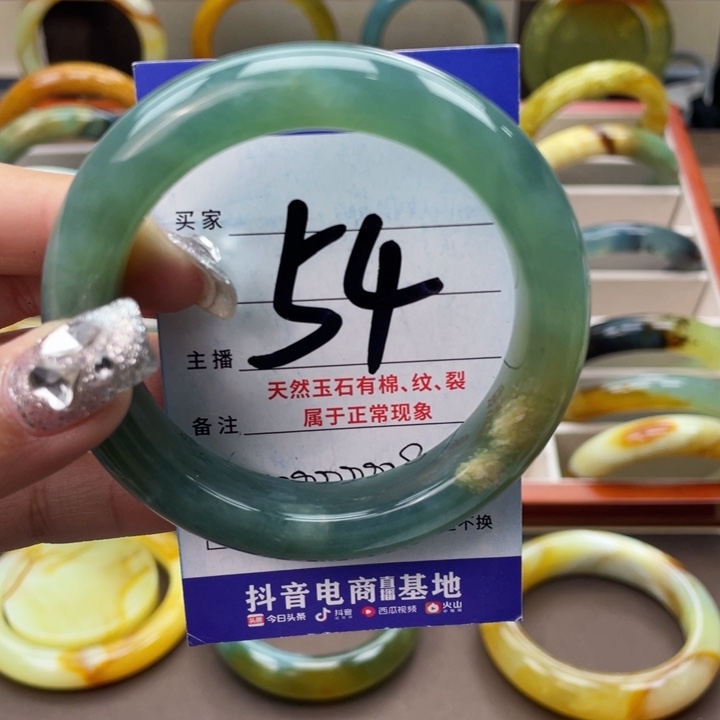 买家
54
主播
天然玉石有棉、纹、裂
属于正常现象
备注
不换
抖音电商直播基地
头条 今日头条 抖音 西瓜视频 火山